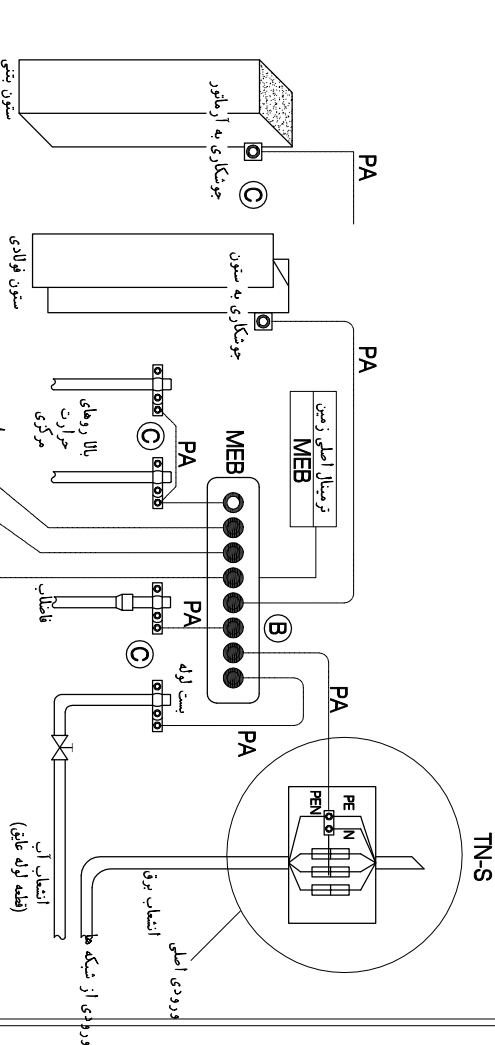 PA
ستون بتنی
جوشکاری به آرماتور
C
PA
ستون فولادی
جوشکاری به ستون
ترمینال اصلی زمین
MEB
بالا روهای
حرارت
مرکزی
C
PA
MEB
B
فاضلاب
PA
C
بست لوله
PA
PA
TN-S
PE
N
PEN
انشعاب آب
(قطعه لوله عایق)
انشعاب برق
ورودی از شبکه ها
ورودی اصلی